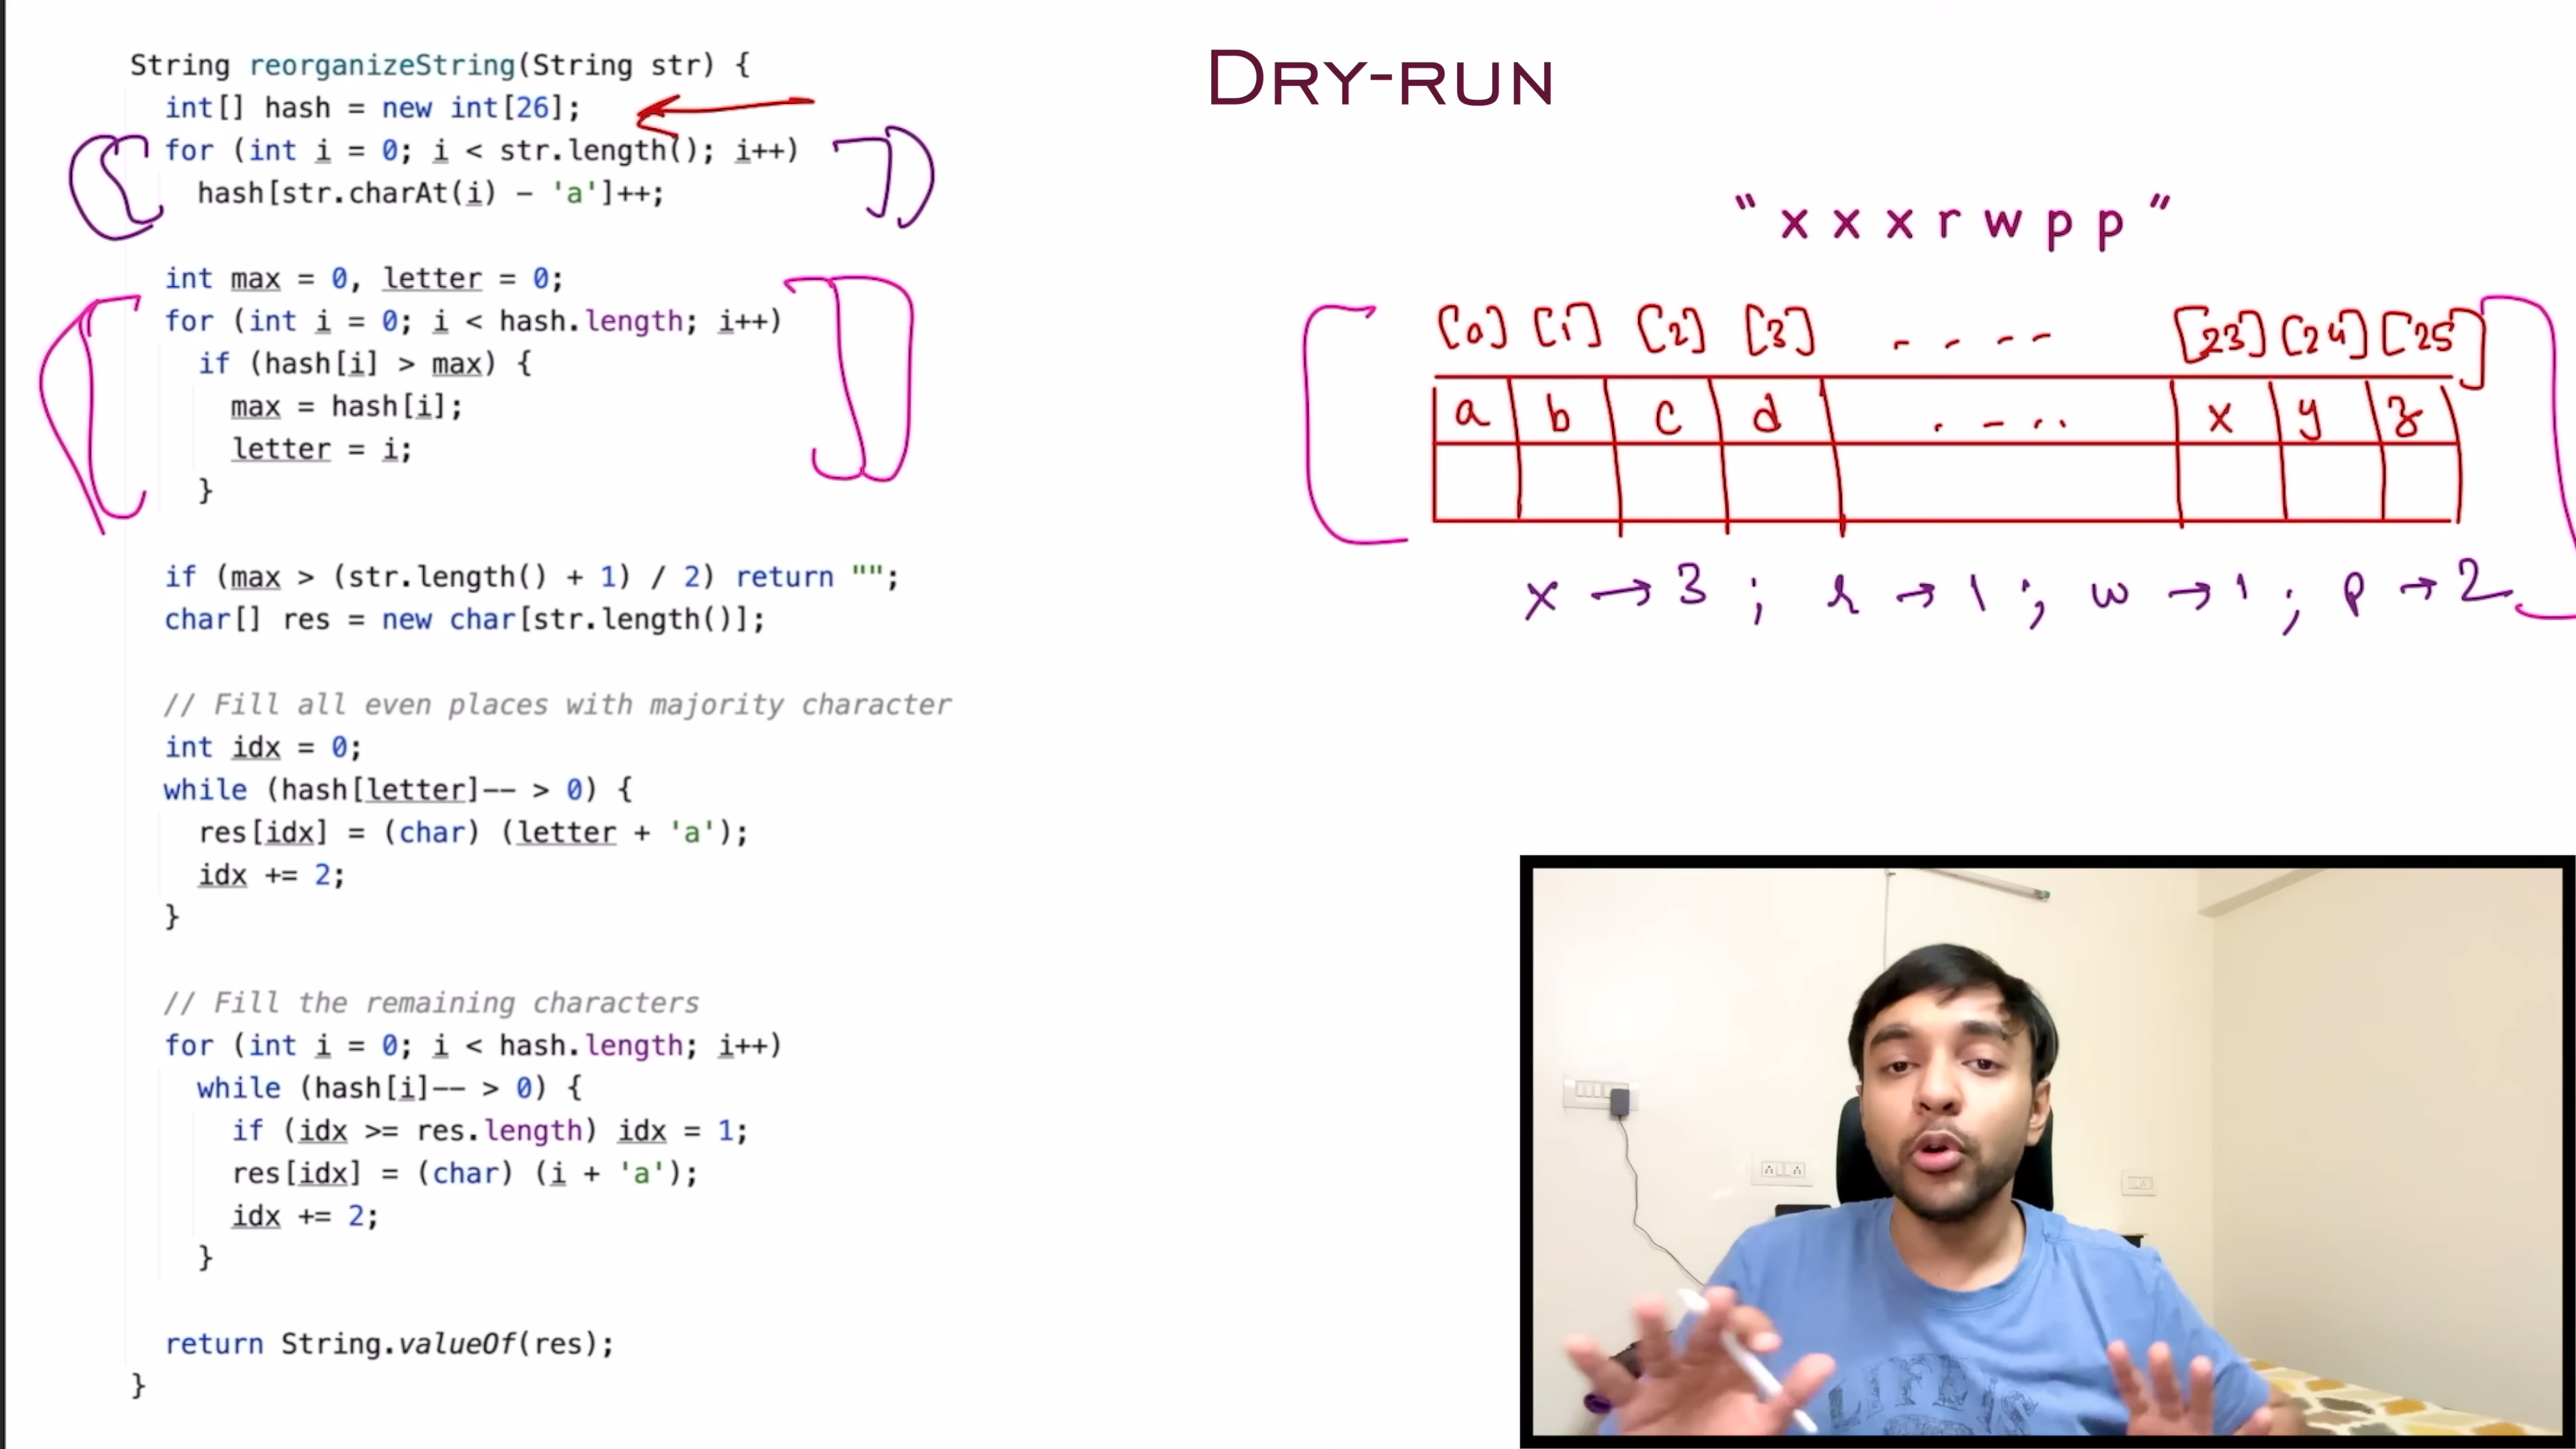 String reorganizeString(String str) {
int[] hash = new int[26];
for (int i = 0; i < str.length(); i++)
hash[str.charAt(i) - 'a']++;
int max = 0, letter = 0;
for (int i = 0; i < hash.length; i++)
if (hash[i] > max) {
max = hash[i];
letter = i;
}
if (max > (str.length() + 1) / 2) return "";
char[] res = new char[str.length()];
// Fill all even places with majority character
int idx = 0;
while (hash[letter]-- > 0) {
res[idx] = (char) (letter + 'a');
idx += 2;
}
// Fill the remaining characters
for (int i = 0; i < hash.length; i++)
while (hash[i]-- > 0) {
if (idx >= res.length) idx = 1;
res[idx] = (char) (i + 'a');
idx += 2;
}
return String.valueOf(res);
}
DRY-RUN
"x x x r w p p"
[0] [1] [2] [3] - - - - [23] [24] [25]
a b c d . - . . x y z
x → 3 ; r → 1 ; w → 1 ; p → 2
LIFE IS